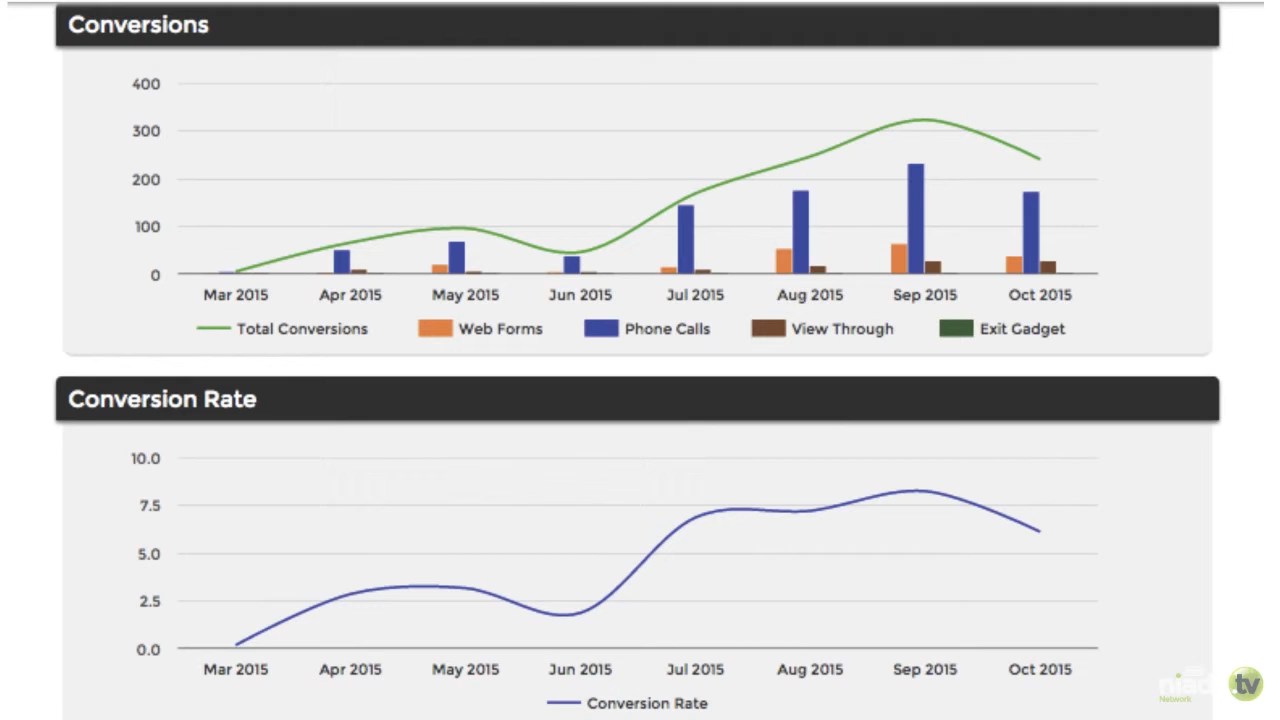 Conversions
400
300
200
100
0
Mar 2015 Apr 2015 May 2015 Jun 2015 Jul 2015 Aug 2015 Sep 2015 Oct 2015
Total Conversions Web Forms Phone Calls View Through Exit Gadget
Conversion Rate
10.0
7.5
5.0
2.5
0.0
Mar 2015 Apr 2015 May 2015 Jun 2015 Jul 2015 Aug 2015 Sep 2015 Oct 2015
Conversion Rate
.tv
Network